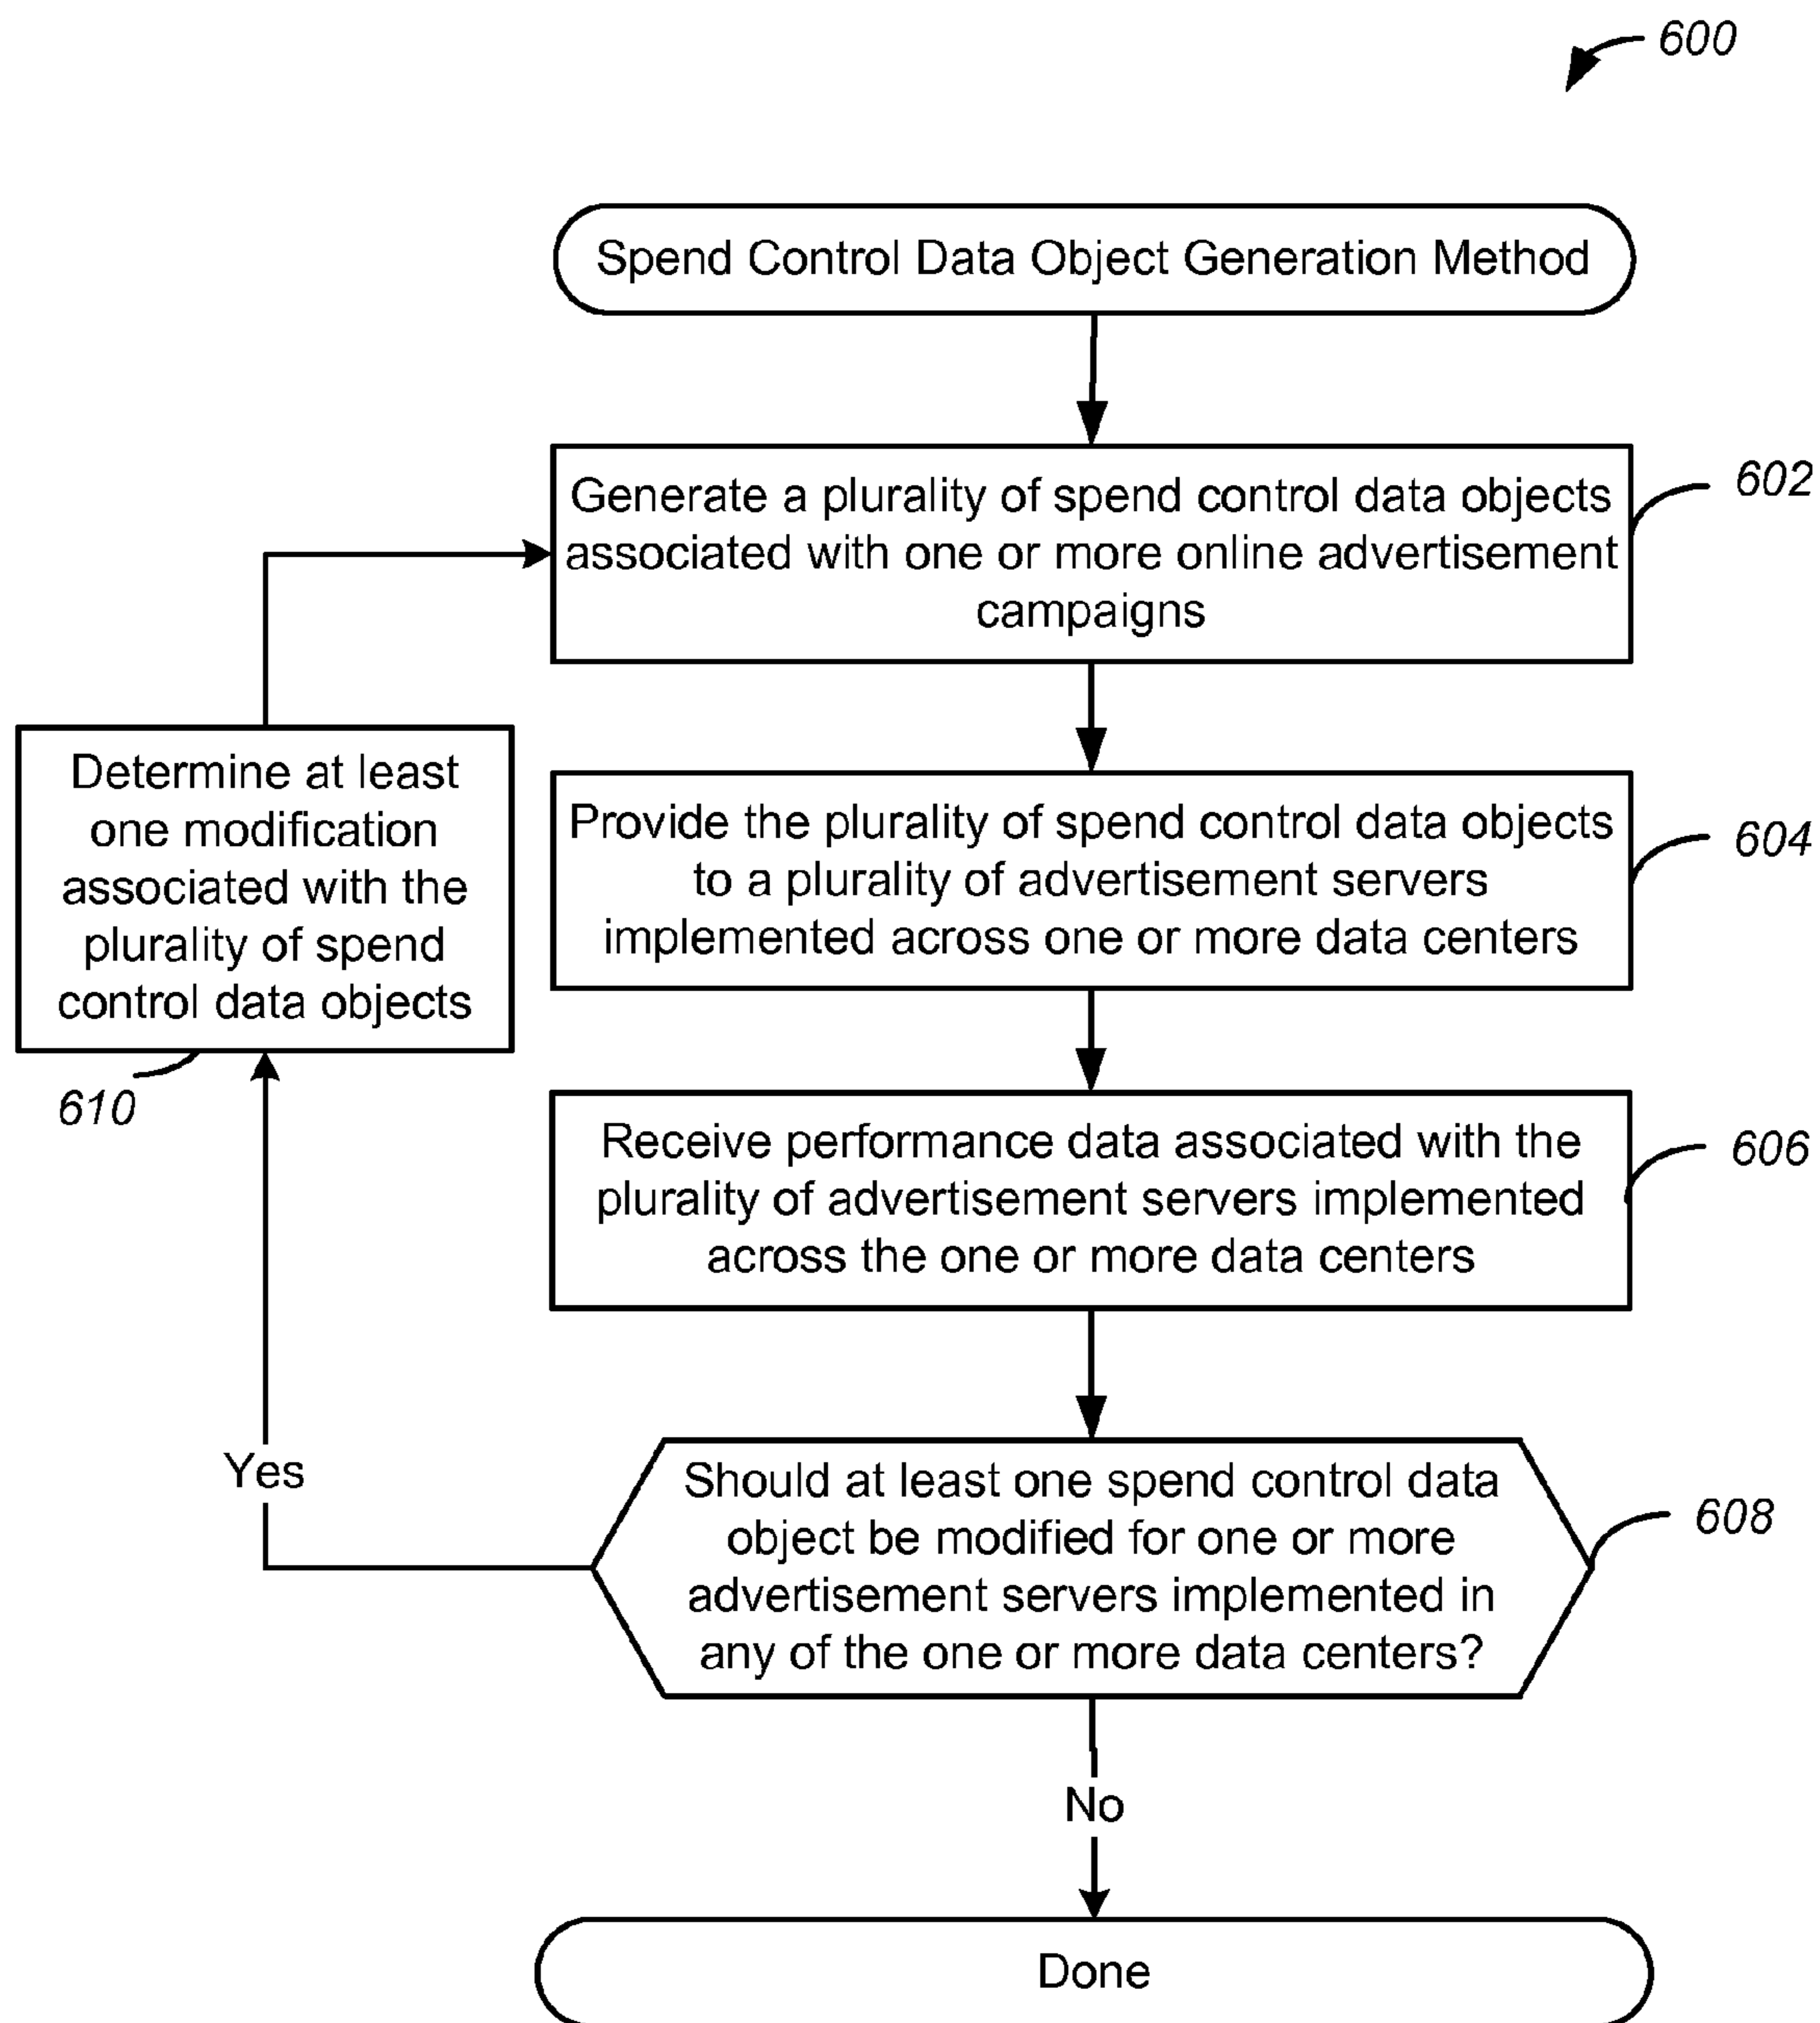 600
Spend Control Data Object Generation Method
Generate a plurality of spend control data objects
associated with one or more online advertisement
campaigns
602
Provide the plurality of spend control data objects
to a plurality of advertisement servers
implemented across one or more data centers
604
Determine at least
one modification
associated with the
plurality of spend
control data objects
610
Receive performance data associated with the
plurality of advertisement servers implemented
across the one or more data centers
606
Should at least one spend control data
object be modified for one or more
advertisement servers implemented in
any of the one or more data centers?
608
Yes
No
Done